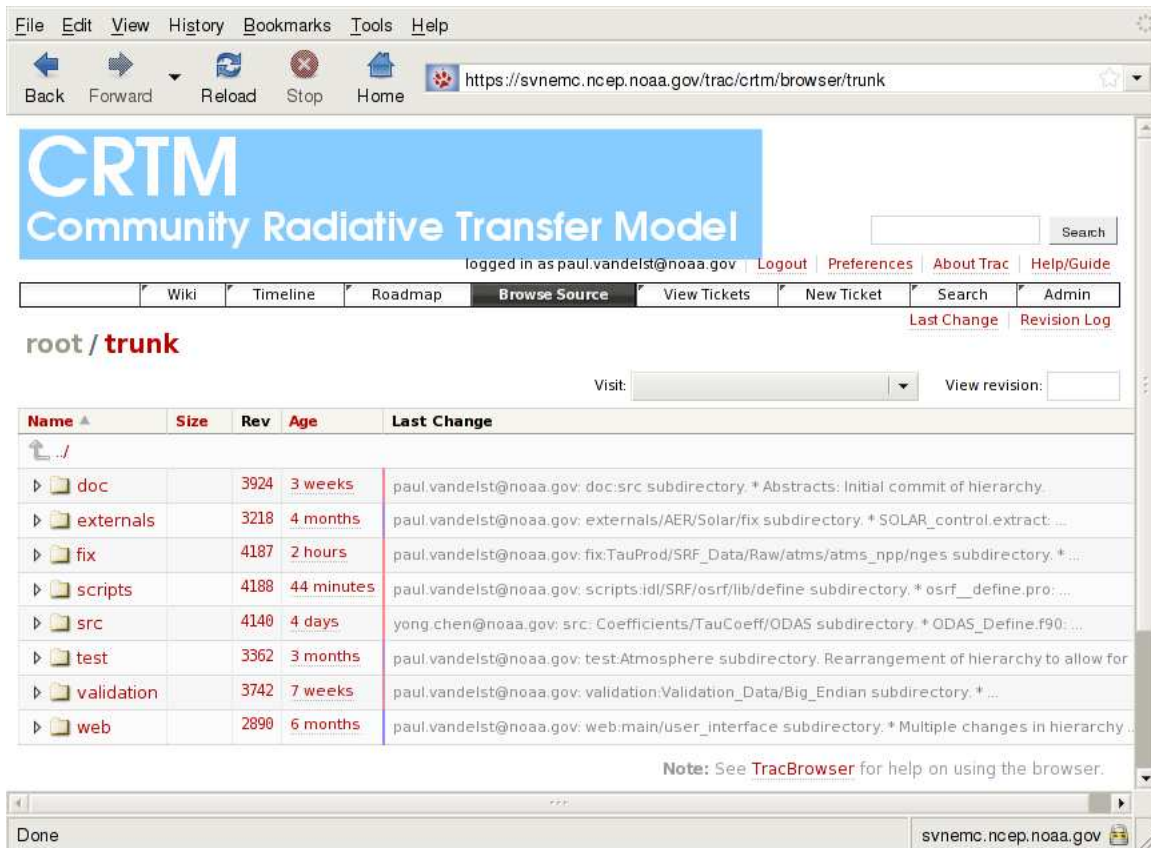 File Edit View History Bookmarks Tools Help
Back Forward Reload Stop Home https://svnemc.ncep.noaa.gov/trac/crtm/browser/trunk
CRTM
Community Radiative Transfer Model
Search
logged in as paul.vandelst@noaa.gov Logout Preferences About Trac Help/Guide
Wiki Timeline Roadmap Browse Source View Tickets New Ticket Search Admin
Last Change Revision Log
root / trunk
Visit: View revision:
Name Size Rev Age Last Change
../
doc 3924 3 weeks paul.vandelst@noaa.gov: doc:src subdirectory. * Abstracts: Initial commit of hierarchy.
externals 3218 4 months paul.vandelst@noaa.gov: externals/AER/Solar/fix subdirectory. * SOLAR_control.extract: ...
fix 4187 2 hours paul.vandelst@noaa.gov: fix:TauProd/SRF_Data/Raw/atms/atms_npp/nges subdirectory. * ...
scripts 4188 44 minutes paul.vandelst@noaa.gov: scripts:idl/SRF/osrf/lib/define subdirectory. * osrf__define.pro: ...
src 4140 4 days yong.chen@noaa.gov: src: Coefficients/TauCoeff/ODAS subdirectory. * ODAS_Define.f90: ...
test 3362 3 months paul.vandelst@noaa.gov: test:Atmosphere subdirectory. Rearrangement of hierarchy to allow for
validation 3742 7 weeks paul.vandelst@noaa.gov: validation:Validation_Data/Big_Endian subdirectory. * ...
web 2890 6 months paul.vandelst@noaa.gov: web:main/user_interface subdirectory. * Multiple changes in hierarchy ..
Note: See TracBrowser for help on using the browser.
Done svnemc.ncep.noaa.gov